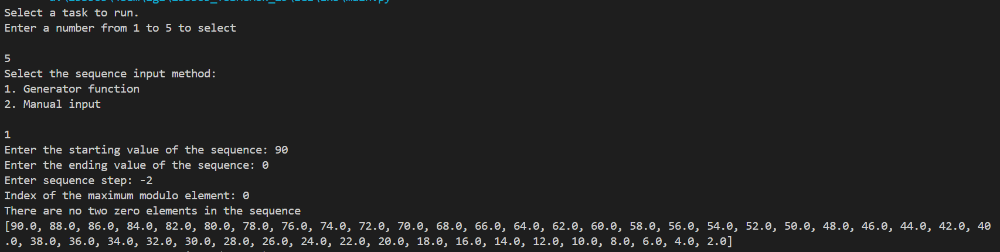 Select a task to run.
Enter a number from 1 to 5 to select
5
Select the sequence input method:
1. Generator function
2. Manual input
1
Enter the starting value of the sequence: 90
Enter the ending value of the sequence: 0
Enter sequence step: -2
Index of the maximum modulo element: 0
There are no two zero elements in the sequence
[90.0, 88.0, 86.0, 84.0, 82.0, 80.0, 78.0, 76.0, 74.0, 72.0, 70.0, 68.0, 66.0, 64.0, 62.0, 60.0, 58.0, 56.0, 54.0, 52.0, 50.0, 48.0, 46.0, 44.0, 42.0, 40
.0, 38.0, 36.0, 34.0, 32.0, 30.0, 28.0, 26.0, 24.0, 22.0, 20.0, 18.0, 16.0, 14.0, 12.0, 10.0, 8.0, 6.0, 4.0, 2.0]